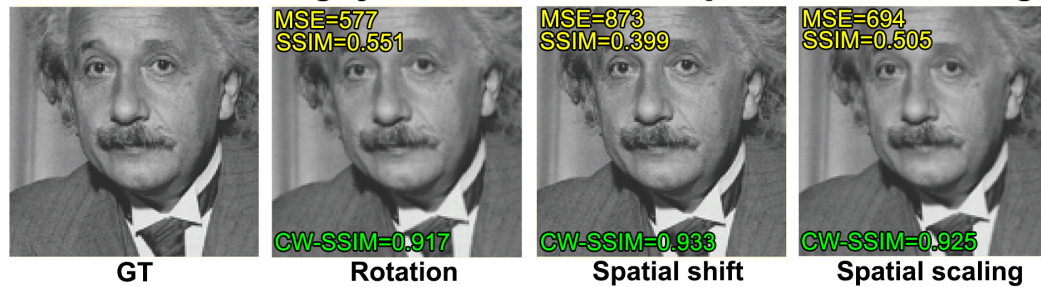 MSE=577
SSIM=0.551
CW-SSIM=0.917
MSE=873
SSIM=0.399
CW-SSIM=0.933
MSE=694
SSIM=0.505
CW-SSIM=0.925
GT
Rotation
Spatial shift
Spatial scaling